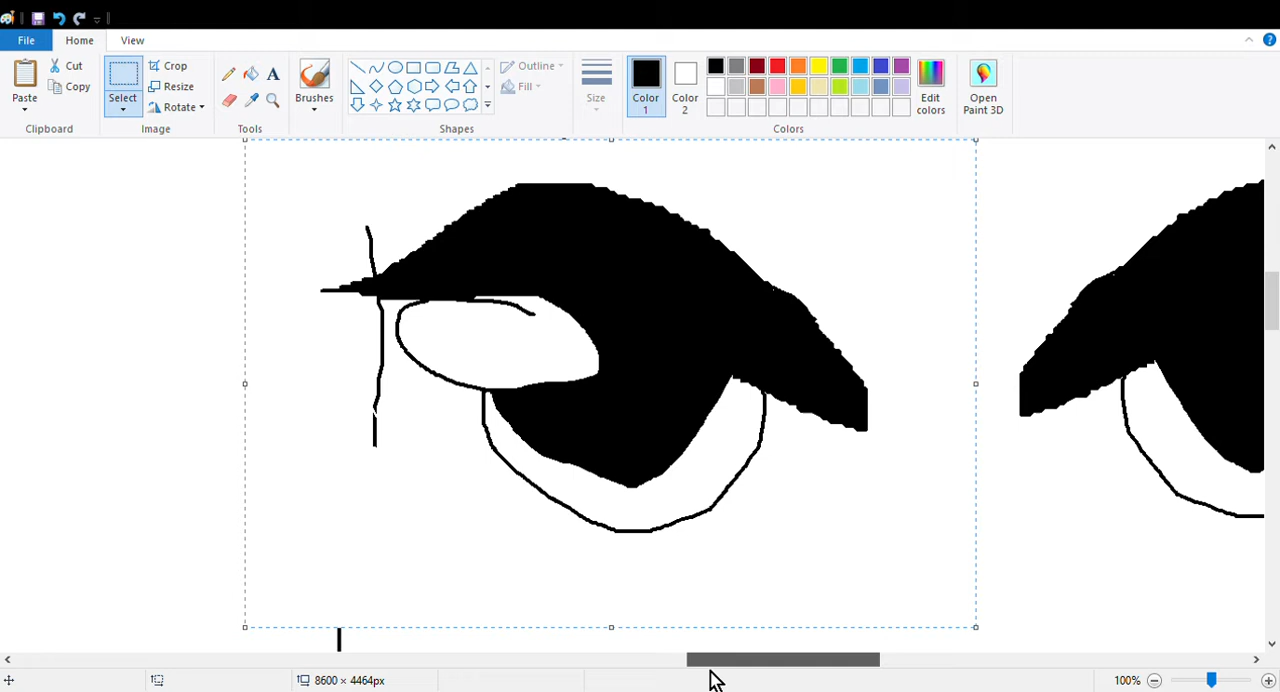 File Home View
Paste
Cut
Copy
Clipboard
Select
Crop
Resize
Rotate
Image
A
Tools
Brushes
Outline
Fill
Shapes
Size
Color
1
Color
2
Colors
Edit
colors
Open
Paint 3D
8600 × 4464px
100%